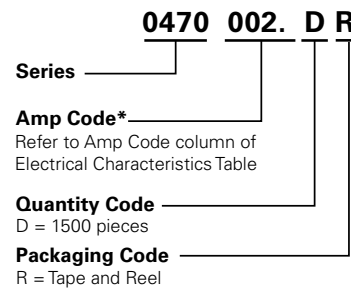 0470 002. D R
Series
Amp Code*
Refer to Amp Code column of
Electrical Characteristics Table
Quantity Code
D = 1500 pieces
Packaging Code
R = Tape and Reel